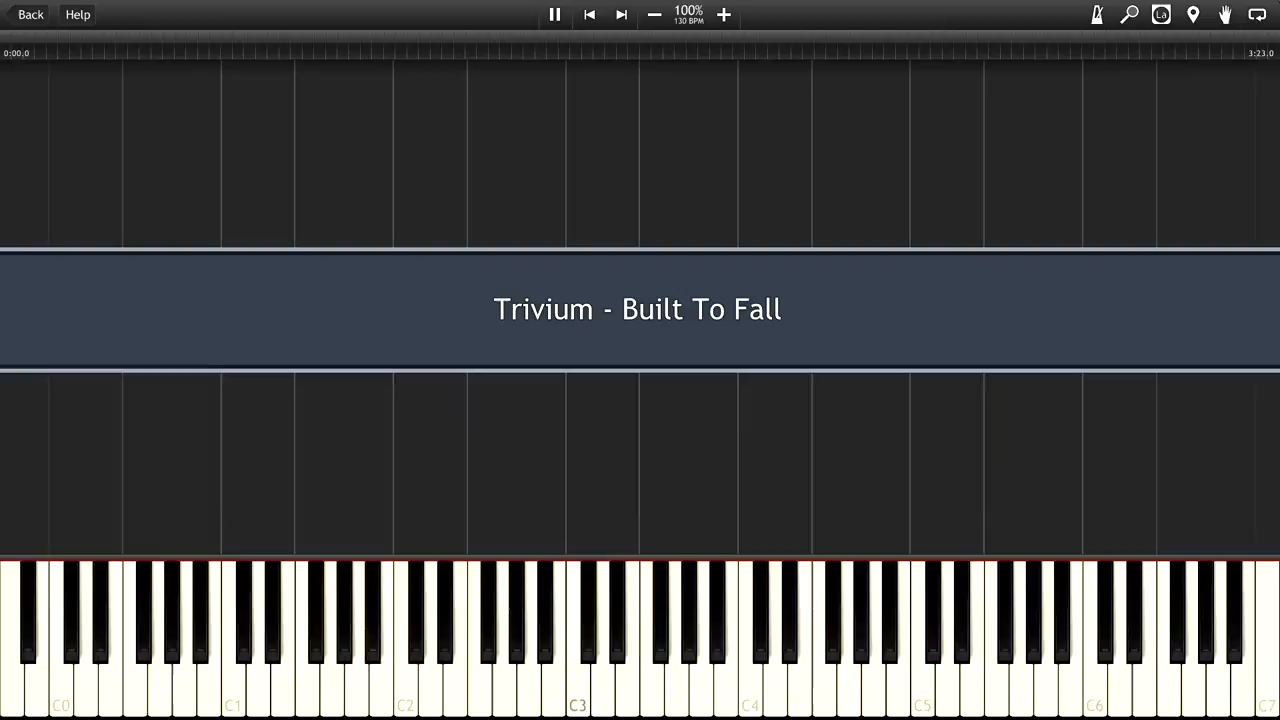 Back Help 100% La
130 BPM
0:00,0 3:23,0
Trivium - Built To Fall
C0 C1 C2 C3 C4 C5 C6 C7